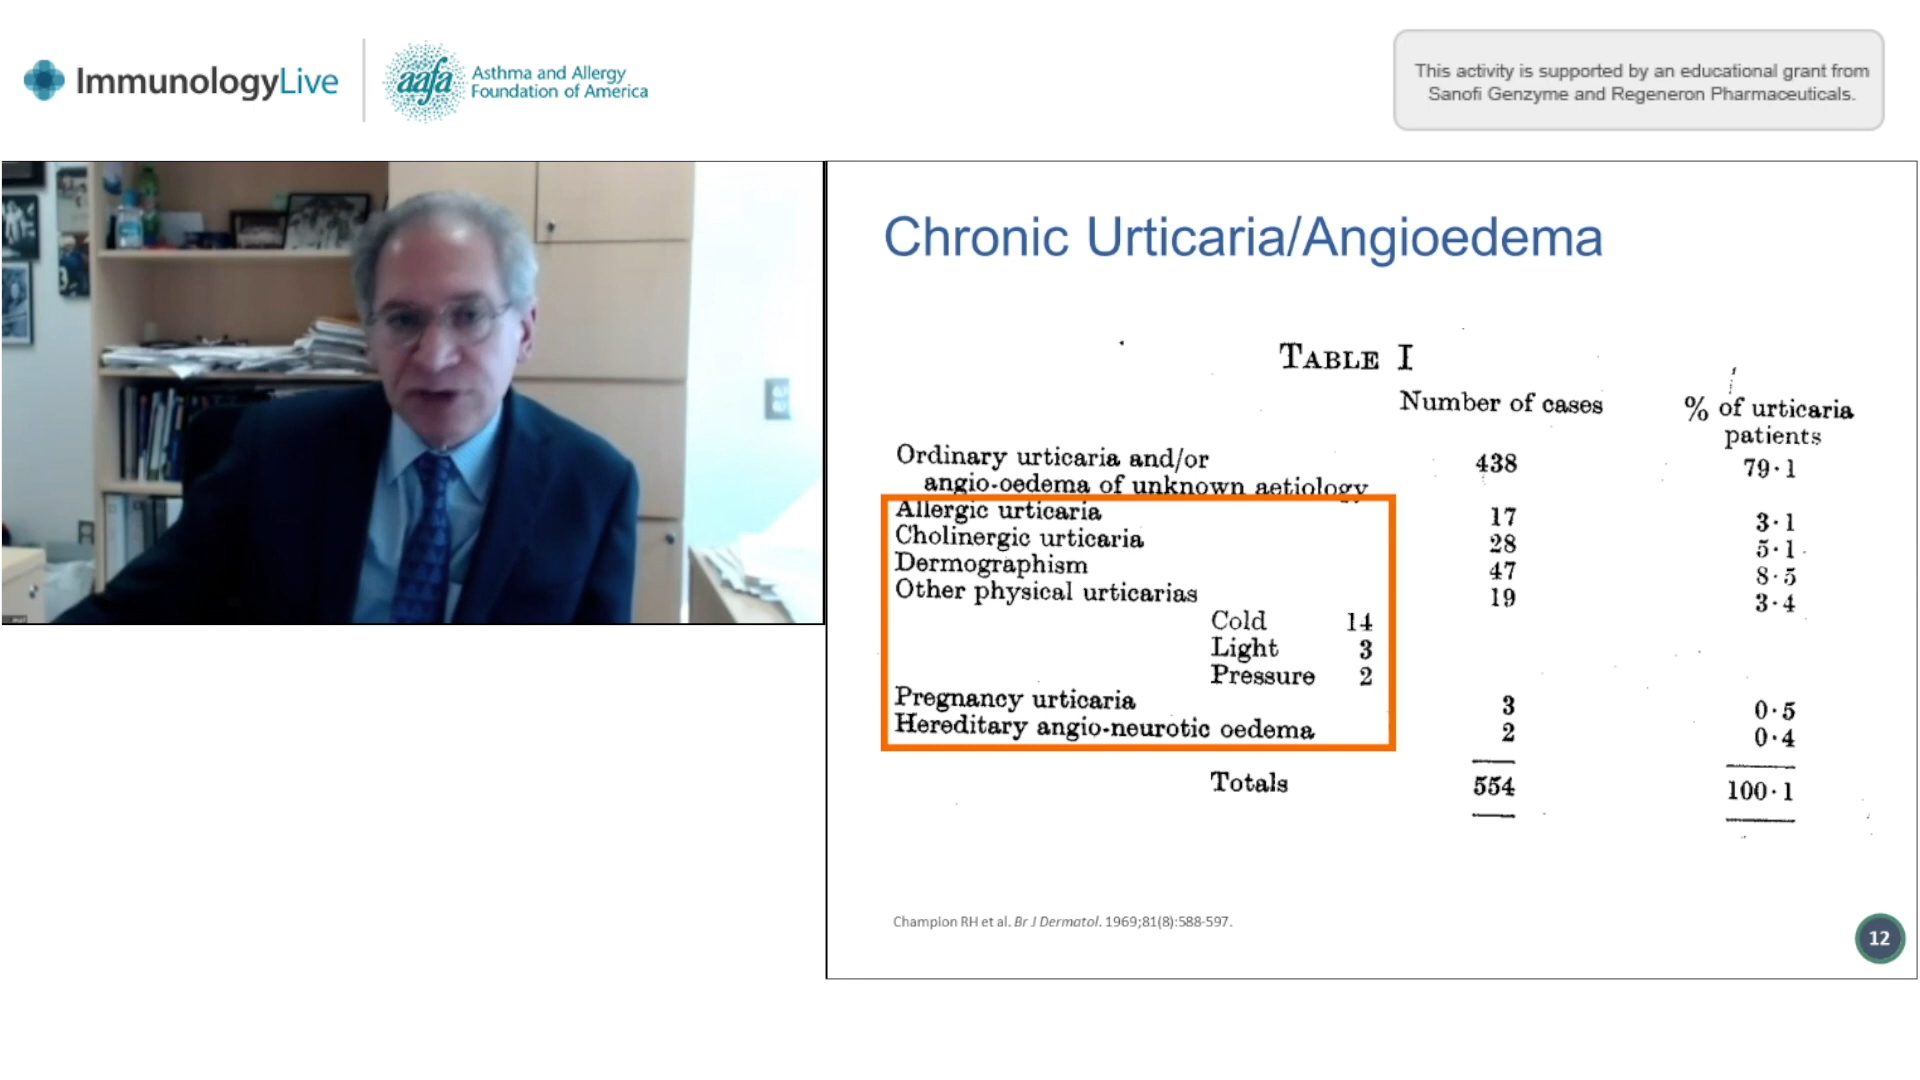 ImmunologyLive
aafa
Asthma and Allergy
Foundation of America
This activity is supported by an educational grant from
Sanofi Genzyme and Regeneron Pharmaceuticals.
Chronic Urticaria/Angioedema
TABLE I
Number of cases % of urticaria
patients
Ordinary urticaria and/or 438 79·1
angio-oedema of unknown aetiology
Allergic urticaria 17 3·1
Cholinergic urticaria 28 5·1
Dermographism 47 8·5
Other physical urticarias 19 3·4
Cold 14
Light 3
Pressure 2
Pregnancy urticaria 3 0·5
Hereditary angio-neurotic oedema 2 0·4
Totals 554 100·1
Champion RH et al. Br J Dermatol. 1969;81(8):588-597.
12